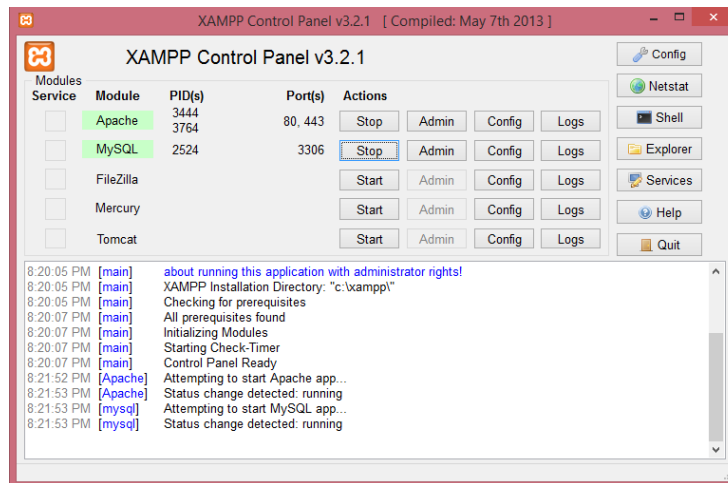 XAMPP Control Panel v3.2.1 [ Compiled: May 7th 2013 ]
XAMPP Control Panel v3.2.1
Config
Modules
Service Module PID(s) Port(s) Actions
Netstat
Apache 3444 3764 80, 443 Stop Admin Config Logs
Shell
MySQL 2524 3306 Stop Admin Config Logs
Explorer
FileZilla Start Admin Config Logs
Services
Mercury Start Admin Config Logs
Help
Tomcat Start Admin Config Logs
Quit
8:20:05 PM [main] about running this application with administrator rights!
8:20:05 PM [main] XAMPP Installation Directory: "c:\xampp\"
8:20:05 PM [main] Checking for prerequisites
8:20:07 PM [main] All prerequisites found
8:20:07 PM [main] Initializing Modules
8:20:07 PM [main] Starting Check-Timer
8:20:07 PM [main] Control Panel Ready
8:21:52 PM [Apache] Attempting to start Apache app...
8:21:53 PM [Apache] Status change detected: running
8:21:53 PM [mysql] Attempting to start MySQL app...
8:21:53 PM [mysql] Status change detected: running